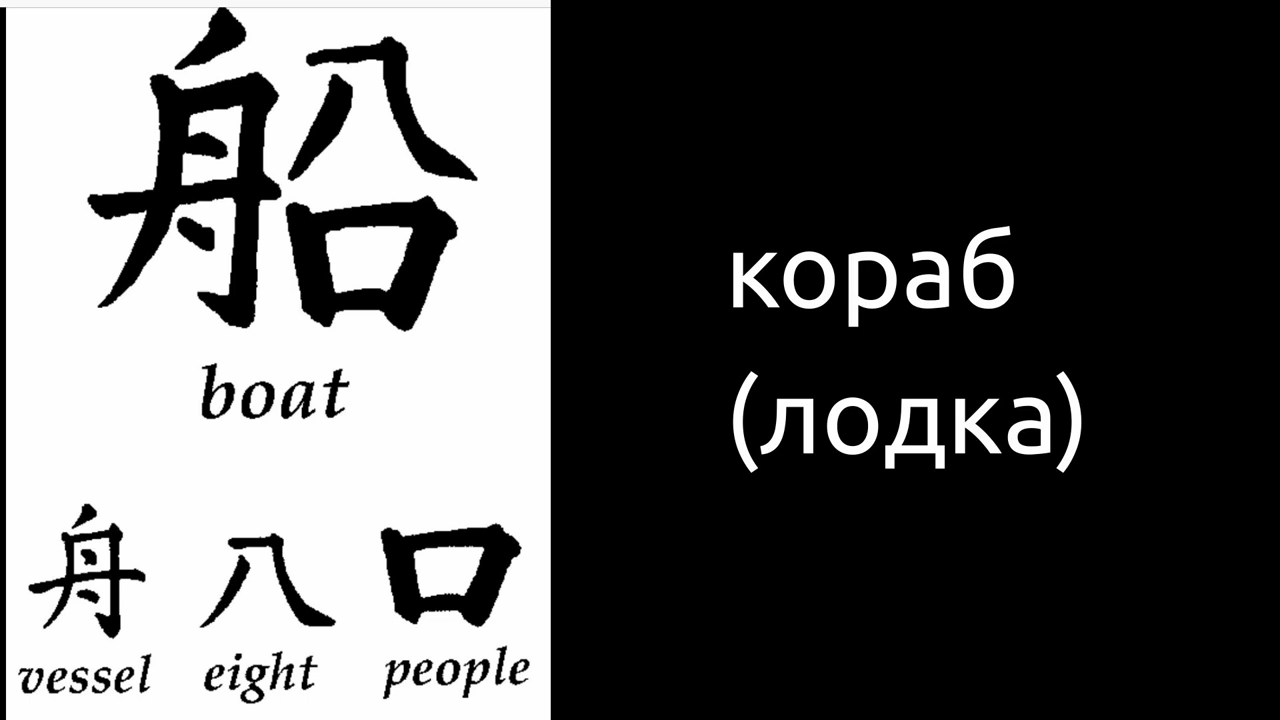 船
boat
舟 八 口
vessel eight people
кораб
(лодка)